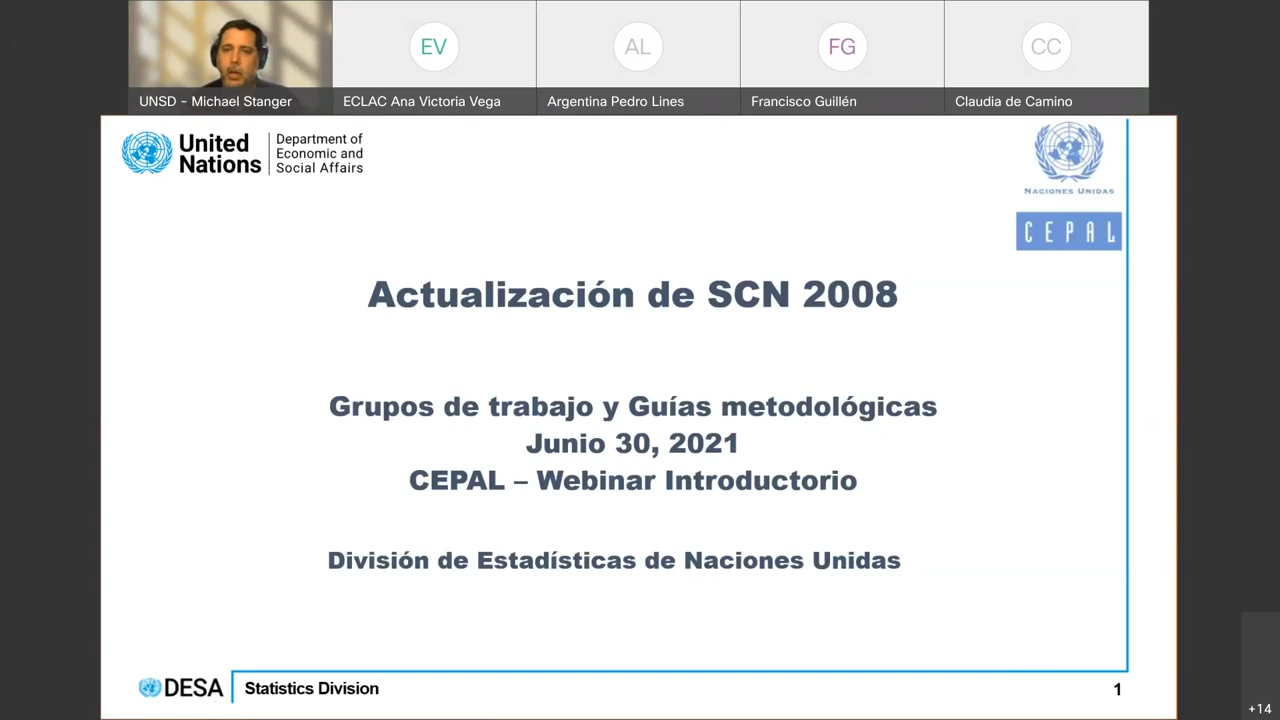 EV
AL
FG
CC
UNSD - Michael Stanger
ECLAC Ana Victoria Vega
Argentina Pedro Lines
Francisco Guillén
Claudia de Camino
United
Nations
Department of
Economic and
Social Affairs
NACIONES UNIDAS
CEPAL
Actualización de SCN 2008
Grupos de trabajo y Guías metodológicas
Junio 30, 2021
CEPAL – Webinar Introductorio
División de Estadísticas de Naciones Unidas
DESA
Statistics Division
1
+14